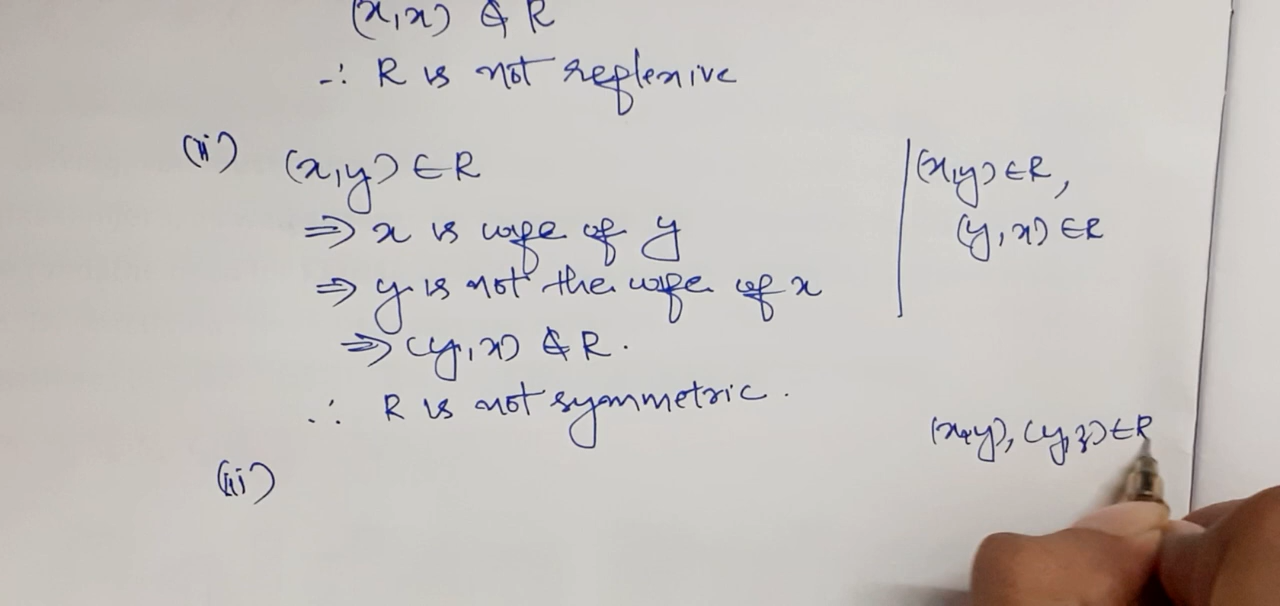 (x,x) ∉ R
∴ R is not reflexive
(ii) (x,y) ∈ R
⇒ x is wife of y
⇒ y is not the wife of x
⇒ (y,x) ∉ R.
∴ R is not symmetric.
(x,y) ∈ R,
(y,x) ∈ R
(iii)
(x,y), (y,z) ∈ R